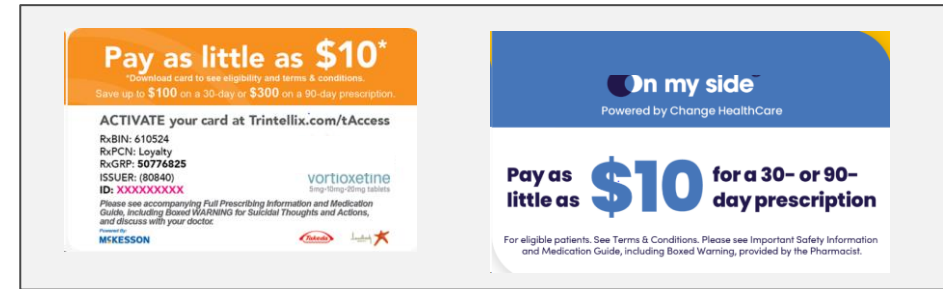 Pay as little as $10*
*Download card to see eligibility and terms & conditions.
Save up to $100 on a 30-day or $300 on a 90-day prescription.
ACTIVATE your card at Trintellix.com/tAccess
RxBIN: 610524
RxPCN: Loyalty
RxGRP: 50776825
ISSUER: (80840)
ID: XXXXXXXXX
vortioxetine
5mg•10mg•20mg tablets
Please see accompanying Full Prescribing Information and Medication
Guide, including Boxed WARNING for Suicidal Thoughts and Actions,
and discuss with your doctor.
Powered By:
MCKESSON
Takeda
On my side
Powered by Change HealthCare
Pay as
little as
$10
for a 30- or 90-
day prescription
For eligible patients. See Terms & Conditions. Please see Important Safety Information
and Medication Guide, including Boxed Warning, provided by the Pharmacist.